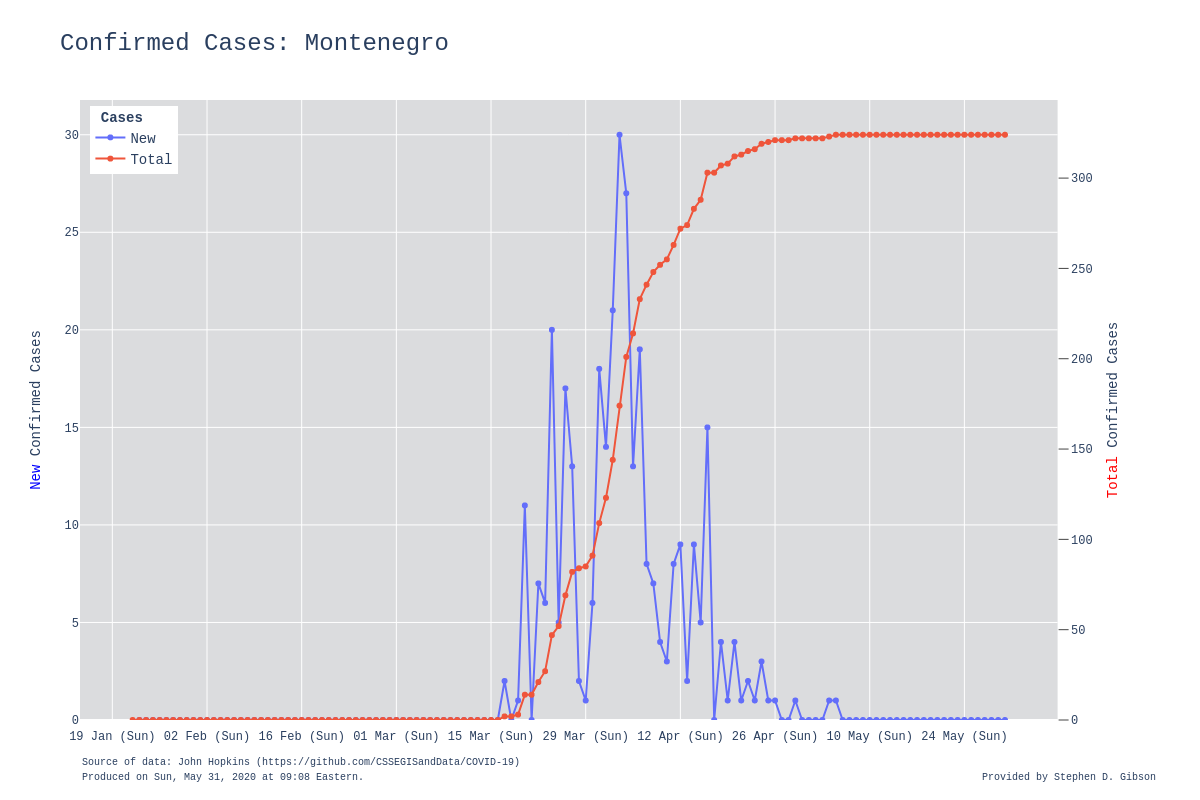 Confirmed Cases: Montenegro
Cases
New
Total
30
25
20
15
10
5
0
300
250
200
150
100
50
0
New Confirmed Cases
Total Confirmed Cases
19 Jan (Sun) 02 Feb (Sun) 16 Feb (Sun) 01 Mar (Sun) 15 Mar (Sun) 29 Mar (Sun) 12 Apr (Sun) 26 Apr (Sun) 10 May (Sun) 24 May (Sun)
Source of data: John Hopkins (https://github.com/CSSEGISandData/COVID-19)
Produced on Sun, May 31, 2020 at 09:08 Eastern.
Provided by Stephen D. Gibson